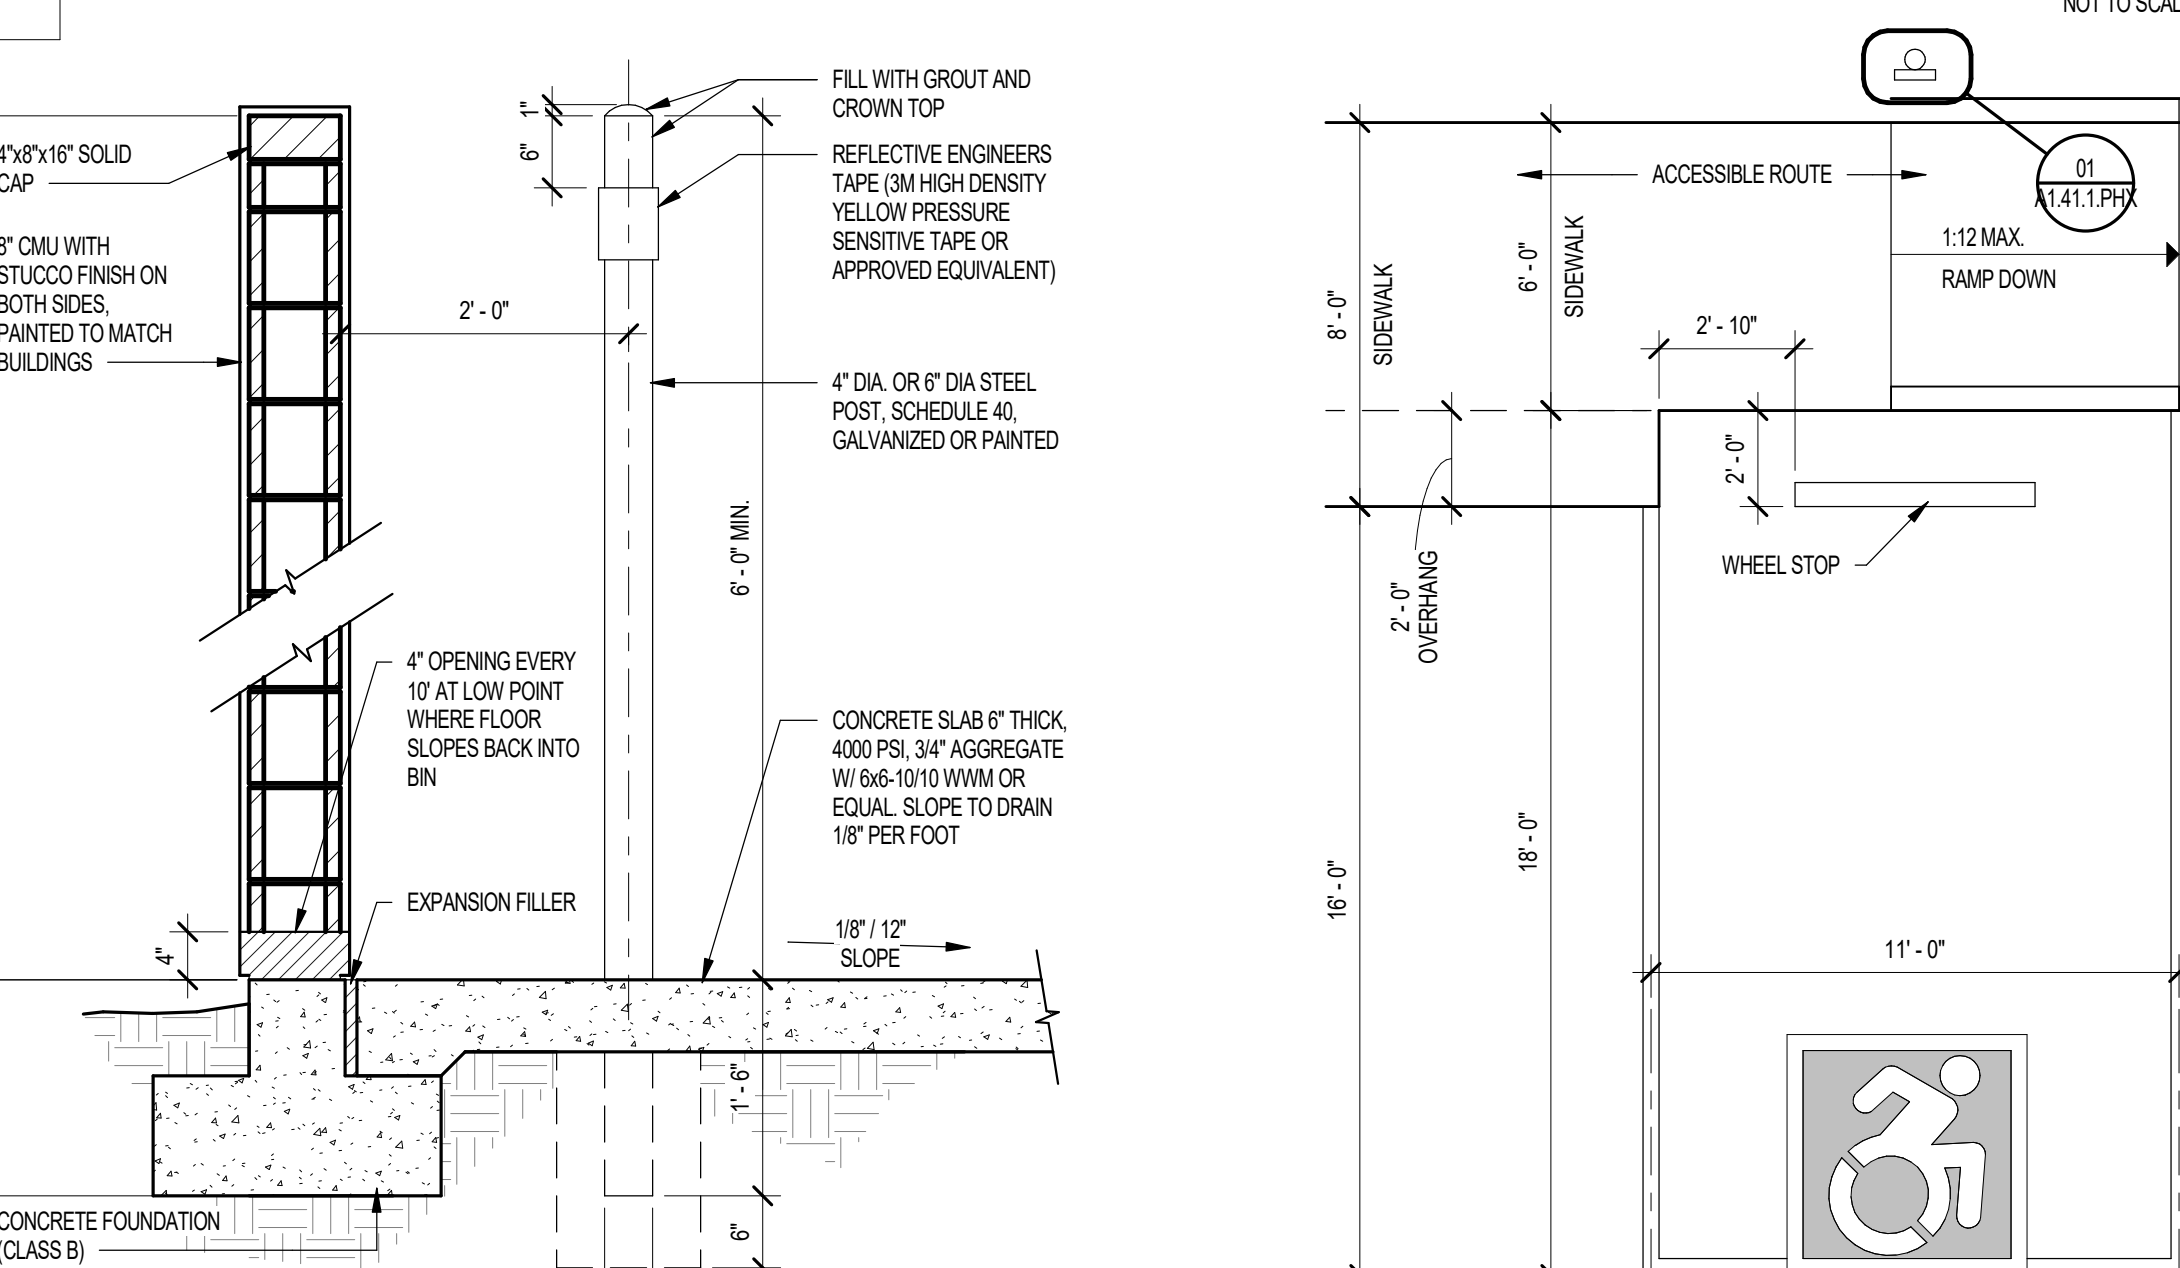 NOT TO SCAL
4"x8"x16" SOLID
CAP
8" CMU WITH
STUCCO FINISH ON
BOTH SIDES,
PAINTED TO MATCH
BUILDINGS
1"
6"
FILL WITH GROUT AND
CROWN TOP
REFLECTIVE ENGINEERS
TAPE (3M HIGH DENSITY
YELLOW PRESSURE
SENSITIVE TAPE OR
APPROVED EQUIVALENT)
2' - 0"
4" DIA. OR 6" DIA STEEL
POST, SCHEDULE 40,
GALVANIZED OR PAINTED
6' - 0" MIN.
4" OPENING EVERY
10' AT LOW POINT
WHERE FLOOR
SLOPES BACK INTO
BIN
CONCRETE SLAB 6" THICK,
4000 PSI, 3/4" AGGREGATE
W/ 6x6-10/10 WWM OR
EQUAL. SLOPE TO DRAIN
1/8" PER FOOT
EXPANSION FILLER
4"
1/8" / 12"
SLOPE
1' - 6"
6"
CONCRETE FOUNDATION
(CLASS B)
ACCESSIBLE ROUTE
01
A1.41.1.PHX
1:12 MAX.
RAMP DOWN
8' - 0"
SIDEWALK
6' - 0"
SIDEWALK
2' - 10"
2' - 0"
WHEEL STOP
2' - 0"
OVERHANG
16' - 0"
18' - 0"
11' - 0"